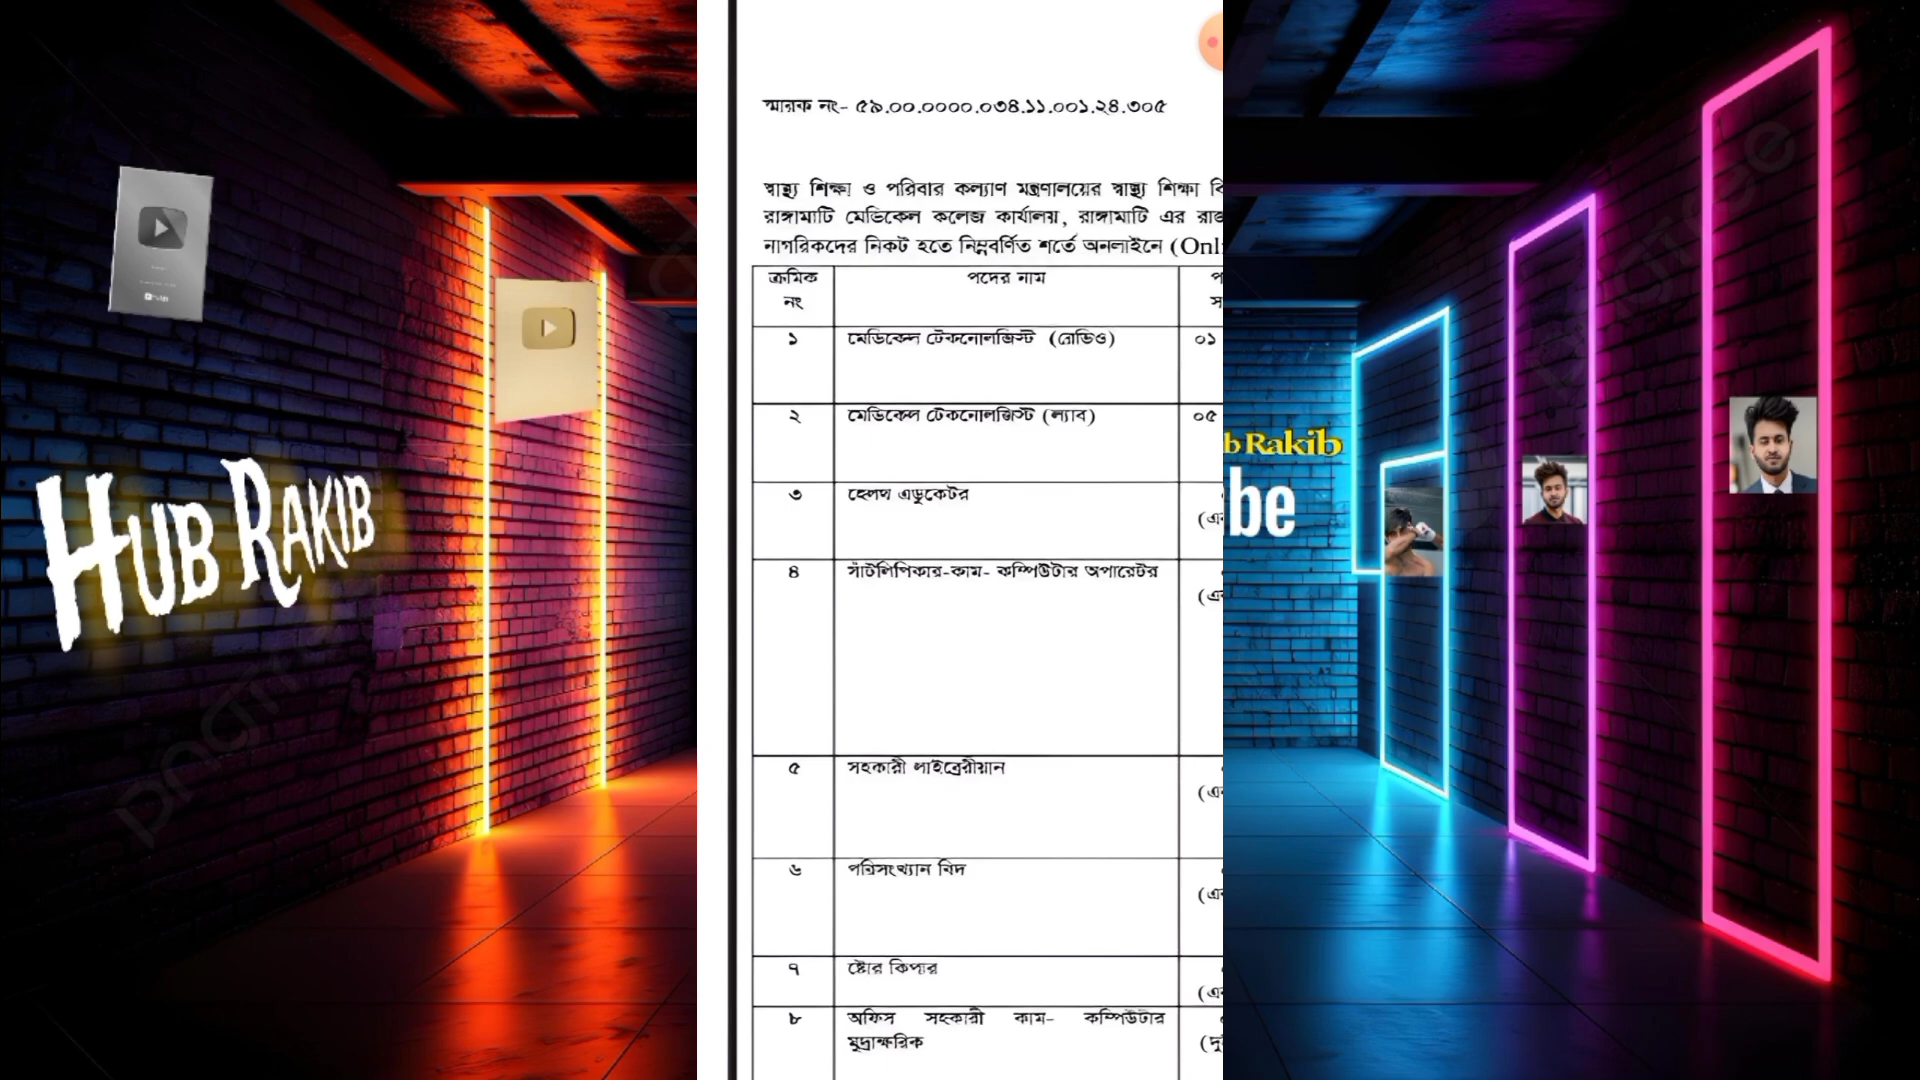 HUB RAKIB
স্মারক নং- ৫৯.০০.০০০০.০৩৪.১১.০০১.২৪.৩০৫
স্বাস্থ্য শিক্ষা ও পরিবার কল্যাণ মন্ত্রণালয়ের স্বাস্থ্য শিক্ষা বি
রাঙ্গামাটি মেডিকেল কলেজ কার্যালয়, রাঙ্গামাটি এর রাজ
নাগরিকদের নিকট হতে নিম্নবর্ণিত শর্তে অনলাইনে (Onl
ক্রমিক নং পদের নাম
১ মেডিকেল টেকনোলজিস্ট (রেডিও) ০১
২ মেডিকেল টেকনোলজিস্ট (ল্যাব) ০৫
৩ হেলথ এডুকেটর (এ
৪ সাঁটলিপিকার-কাম- কম্পিউটার অপারেটর (এ
৫ সহকারী লাইব্রেরীয়ান (এ
৬ পরিসংখ্যান বিদ (এ
৭ ষ্টোর কিপার (এ
৮ অফিস সহকারী কাম- কম্পিউটার
মুদ্রাক্ষরিক (দু
b Rakib
be